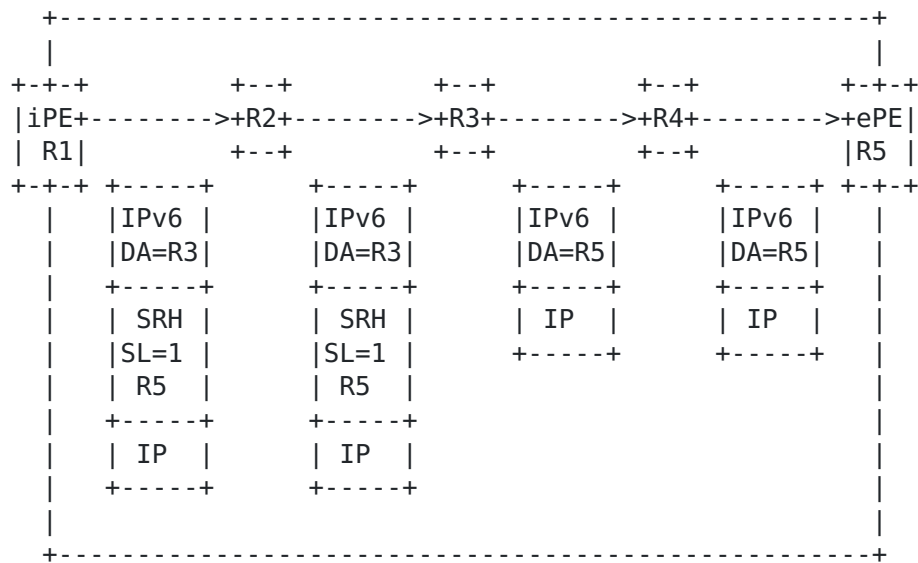 +---------------------------------------------------+
|                                                   |
+-+-+         +--+         +--+         +--+         +-+-+
|iPE+-------->+R2+-------->+R3+-------->+R4+-------->+ePE|
| R1|         +--+         +--+         +--+         |R5 |
+-+-+ +-----+      +-----+      +-----+      +-----+ +-+-+
|   |IPv6 |      |IPv6 |      |IPv6 |      |IPv6 |   |
|   |DA=R3|      |DA=R3|      |DA=R5|      |DA=R5|   |
|   +-----+      +-----+      +-----+      +-----+   |
|   | SRH |      | SRH |      | IP  |      | IP  |   |
|   |SL=1 |      |SL=1 |      +-----+      +-----+   |
|   | R5  |      | R5  |                             |
|   +-----+      +-----+                             |
|   | IP  |      | IP  |                             |
|   +-----+      +-----+                             |
|                                                   |
+---------------------------------------------------+